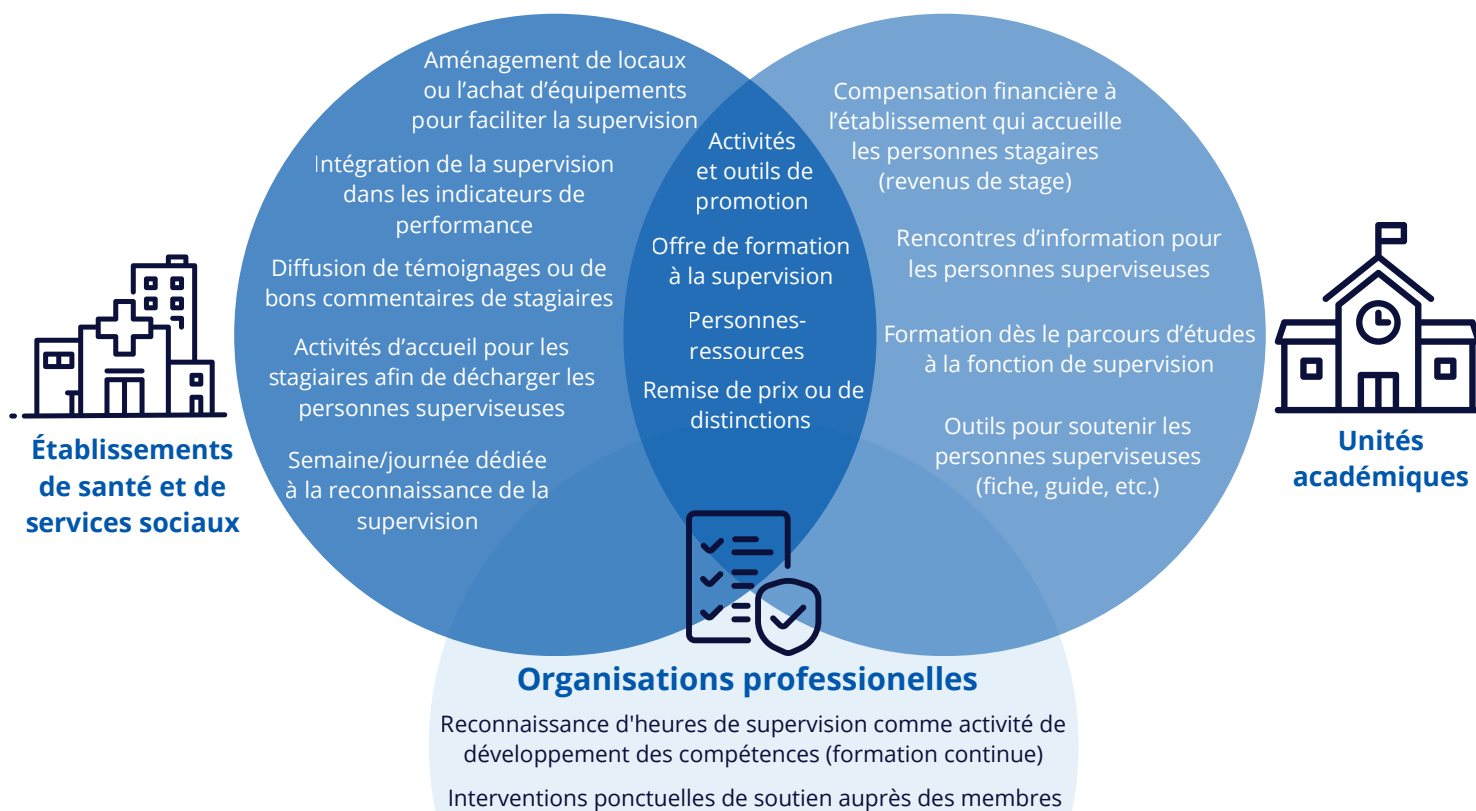 Aménagement de locaux
ou l’achat d’équipements
pour faciliter la supervision
Intégration de la supervision
dans les indicateurs de
performance
Diffusion de témoignages ou de
bons commentaires de stagiaires
Activités d’accueil pour les
stagiaires afin de décharger les
personnes superviseuses
Semaine/journée dédiée
à la reconnaissance de la
supervision
Établissements
de santé et de
services sociaux
Activités
et outils de
promotion
Offre de formation
à la supervision
Personnes-
ressources
Remise de prix ou de
distinctions
Compensation financière à
l’établissement qui accueille
les personnes stagaires
(revenus de stage)
Rencontres d’information pour
les personnes superviseuses
Formation dès le parcours d’études
à la fonction de supervision
Outils pour soutenir les
personnes superviseuses
(fiche, guide, etc.)
Unités
académiques
Organisations professionelles
Reconnaissance d'heures de supervision comme activité de
développement des compétences (formation continue)
Interventions ponctuelles de soutien auprès des membres